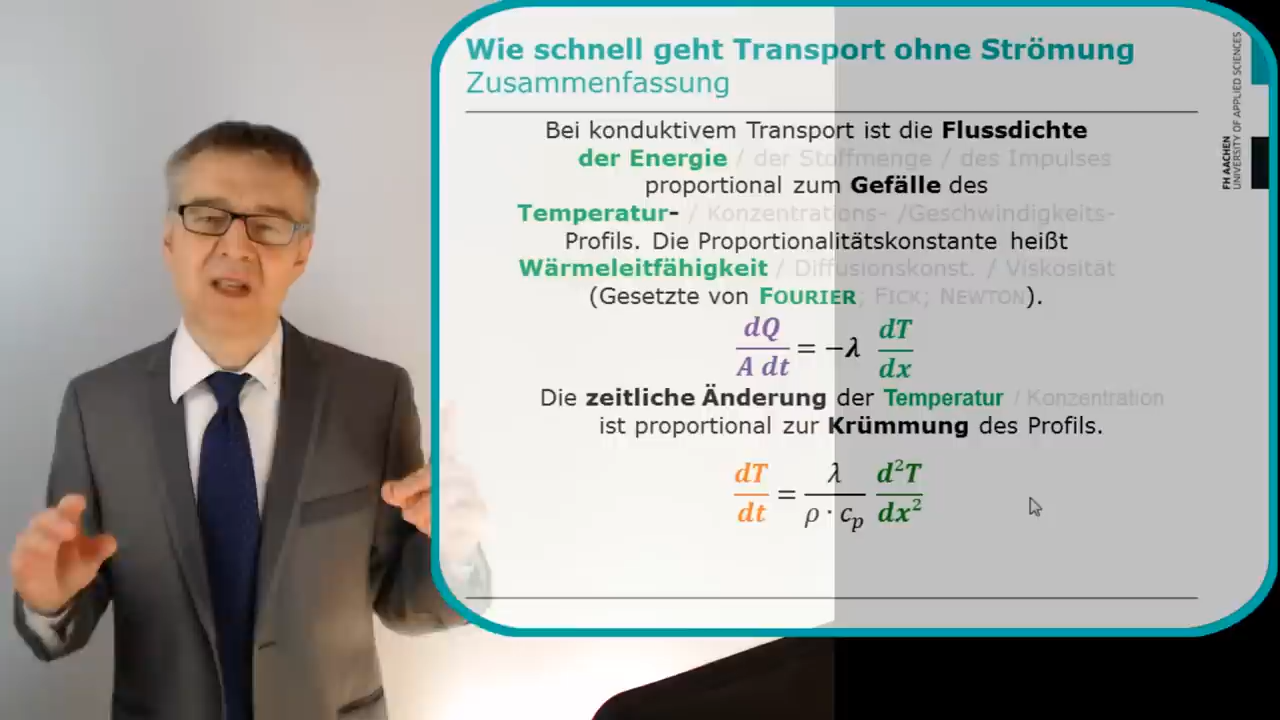 Wie schnell geht Transport ohne Strömung
Zusammenfassung
Bei konduktivem Transport ist die Flussdichte
der Energie / der Stoffmenge / des Impulses
proportional zum Gefälle des
Temperatur- / Konzentrations- /Geschwindigkeits-
Profils. Die Proportionalitätskonstante heißt
Wärmeleitfähigkeit / Diffusionskonst. / Viskosität
(Gesetzte von FOURIER; FICK; NEWTON).
dQ/(A dt) = −λ dT/dx
Die zeitliche Änderung der Temperatur / Konzentration
ist proportional zur Krümmung des Profils.
dT/dt = λ/(ρ · cₚ) d²T/dx²
FH AACHEN
UNIVERSITY OF APPLIED SCIENCES